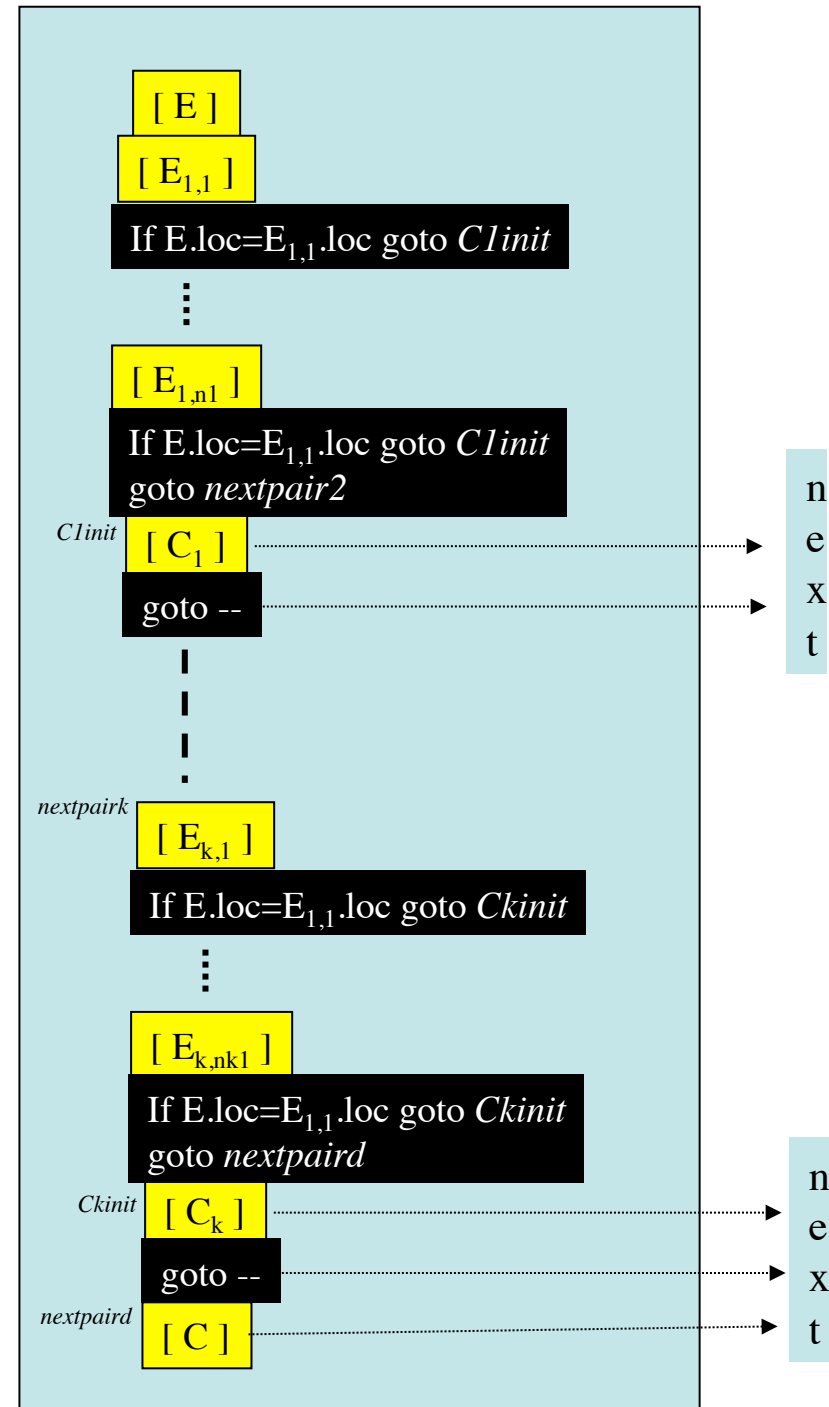 [ E ]
[ E1,1 ]
If E.loc=E1,1.loc goto C1init
[ E1,n1 ]
If E.loc=E1,1.loc goto C1init
goto nextpair2
C1init [ C1 ]
goto --
n
e
x
t
nextpairk [ Ek,1 ]
If E.loc=E1,1.loc goto Ckinit
[ Ek,nk1 ]
If E.loc=E1,1.loc goto Ckinit
goto nextpaird
Ckinit [ Ck ]
goto --
nextpaird [ C ]
n
e
x
t